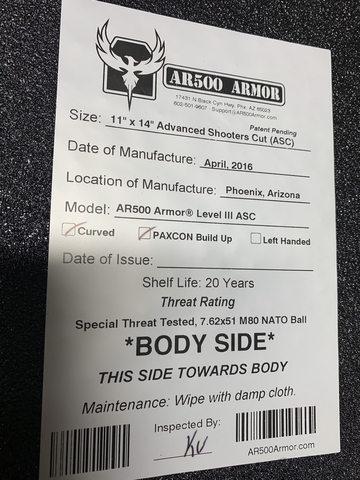 AR500 ARMOR
17431 N Black Cyn Hwy. Phx, AZ 85023
602-501-9607 Support@AR500Armor.com
Patent Pending
Size: 11" x 14" Advanced Shooters Cut (ASC)
Date of Manufacture: April, 2016
Location of Manufacture: Phoenix, Arizona
Model: AR500 Armor® Level III ASC
Curved PAXCON Build Up Left Handed
Date of Issue:
Shelf Life: 20 Years
Threat Rating
Special Threat Tested, 7.62x51 M80 NATO Ball
*BODY SIDE*
THIS SIDE TOWARDS BODY
Maintenance: Wipe with damp cloth.
Inspected By:
AR500Armor.com